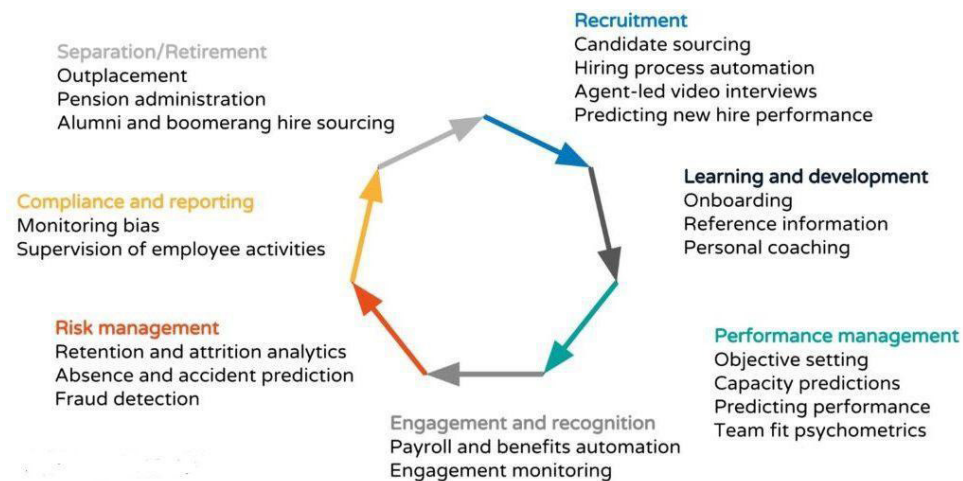 Recruitment
Candidate sourcing
Hiring process automation
Agent-led video interviews
Predicting new hire performance
Learning and development
Onboarding
Reference information
Personal coaching
Performance management
Objective setting
Capacity predictions
Predicting performance
Team fit psychometrics
Engagement and recognition
Payroll and benefits automation
Engagement monitoring
Risk management
Retention and attrition analytics
Absence and accident prediction
Fraud detection
Compliance and reporting
Monitoring bias
Supervision of employee activities
Separation/Retirement
Outplacement
Pension administration
Alumni and boomerang hire sourcing